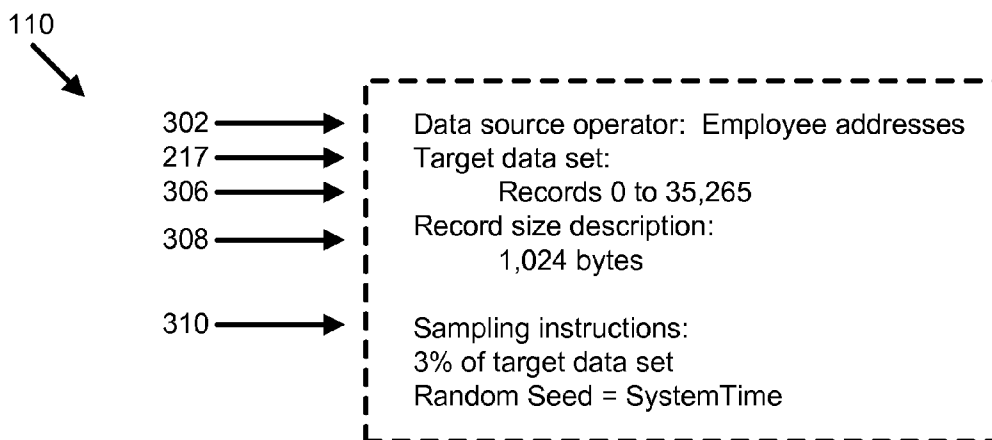 110
302 Data source operator: Employee addresses
217 Target data set:
306 Records 0 to 35,265
308 Record size description:
1,024 bytes
310 Sampling instructions:
3% of target data set
Random Seed = SystemTime